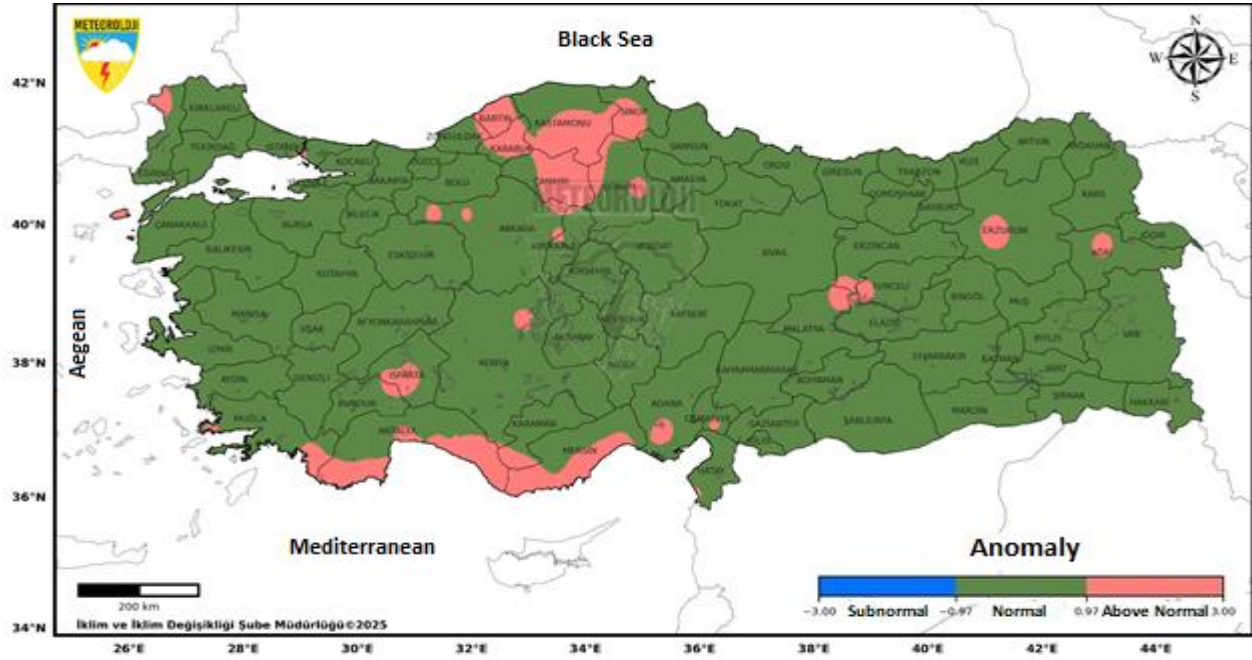 METEOROLOJİ
Black Sea
N
W E
S
42°N
40°N
38°N
36°N
34°N
Aegean
KIRKLARELİ
TEKİRDAĞ
İSTANBUL
KOCAELİ
SAKARYA
DÜZCE
BOLU
ZONGULDAK
BARTIN
KARABÜK
KASTAMONU
SİNOP
SAMSUN
ÇANKIRI
AMASYA
ORDU
GİRESUN
TRABZON
RİZE
ARTVİN
ARDAHAN
KARS
GÜMÜŞHANE
BAYBURT
TOKAT
METEOROLOJİ
ÇANAKKALE
BURSA
BİLECİK
ANKARA
KIRIKKALE
YOZGAT
SİVAS
ERZİNCAN
ERZURUM
IĞDIR
AĞRI
BALIKESİR
ESKİŞEHİR
KÜTAHYA
KIRŞEHİR
TUNCELİ
BİNGÖL
MUŞ
MANİSA
UŞAK
AFYONKARAHİSAR
AKSARAY
NEVŞEHİR
KAYSERİ
MALATYA
ELAZIĞ
BİTLİS
VAN
İZMİR
AYDIN
DENİZLİ
ISPARTA
KONYA
NİĞDE
KAHRAMANMARAŞ
ADIYAMAN
DİYARBAKIR
BATMAN
SİİRT
ŞIRNAK
HAKKARİ
MUĞLA
BURDUR
ANTALYA
KARAMAN
MERSİN
ADANA
OSMANİYE
GAZİANTEP
KİLİS
ŞANLIURFA
MARDİN
HATAY
Mediterranean
Anomaly
-3.00 Subnormal -0.97 Normal 0.97 Above Normal 3.00
200 km
İklim ve İklim Değişikliği Şube Müdürlüğü©2025
26°E 28°E 30°E 32°E 34°E 36°E 38°E 40°E 42°E 44°E